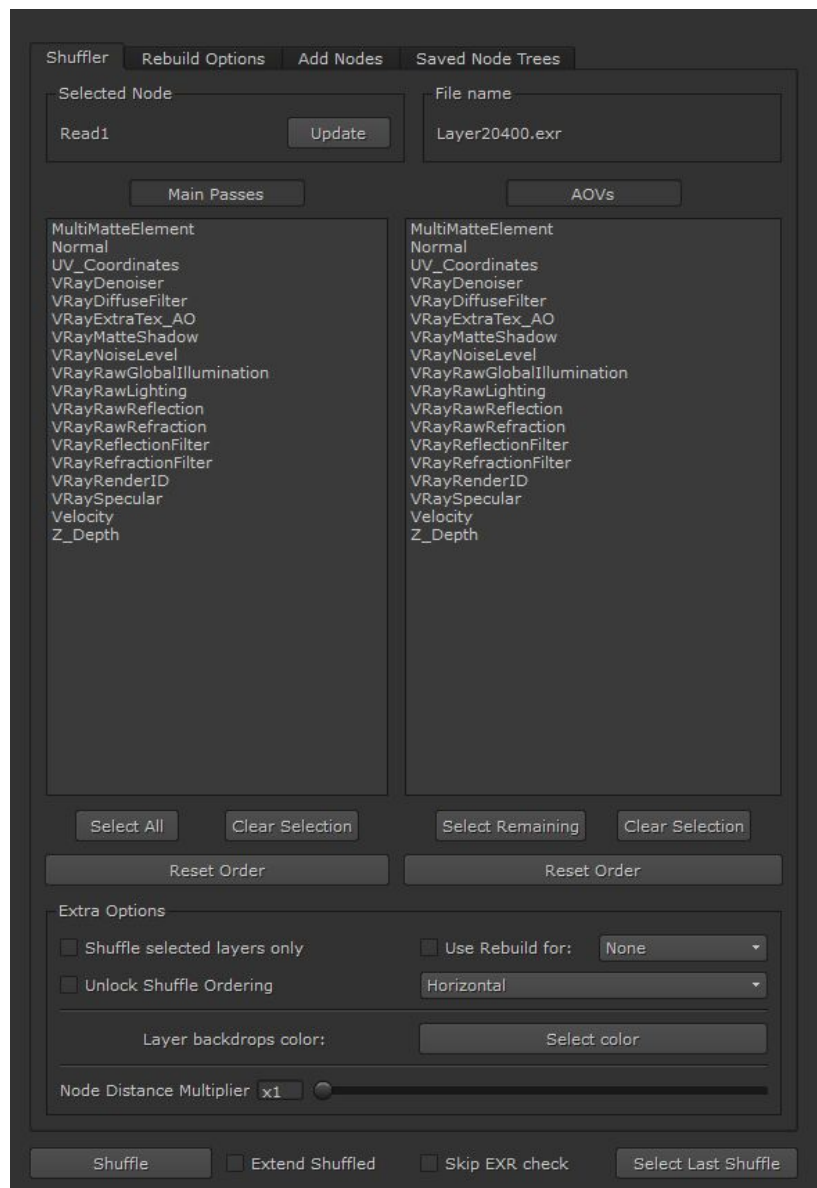 Shuffler Rebuild Options Add Nodes Saved Node Trees
Selected Node File name
Read1 Update Layer20400.exr
Main Passes AOVs
MultiMatteElement
Normal
UV_Coordinates
VRayDenoiser
VRayDiffuseFilter
VRayExtraTex_AO
VRayMatteShadow
VRayNoiseLevel
VRayRawGlobalIllumination
VRayRawLighting
VRayRawReflection
VRayRawRefraction
VRayReflectionFilter
VRayRefractionFilter
VRayRenderID
VRaySpecular
Velocity
Z_Depth
MultiMatteElement
Normal
UV_Coordinates
VRayDenoiser
VRayDiffuseFilter
VRayExtraTex_AO
VRayMatteShadow
VRayNoiseLevel
VRayRawGlobalIllumination
VRayRawLighting
VRayRawReflection
VRayRawRefraction
VRayReflectionFilter
VRayRefractionFilter
VRayRenderID
VRaySpecular
Velocity
Z_Depth
Select All Clear Selection Select Remaining Clear Selection
Reset Order Reset Order
Extra Options
Shuffle selected layers only Use Rebuild for: None
Unlock Shuffle Ordering Horizontal
Layer backdrops color: Select color
Node Distance Multiplier x1
Shuffle Extend Shuffled Skip EXR check Select Last Shuffle